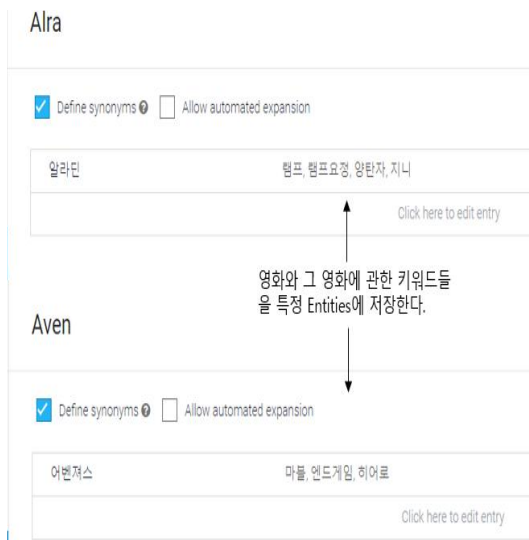 Alra
Define synonyms Allow automated expansion
알라딘 램프, 램프요정, 양탄자, 지니
Click here to edit entry
영화와 그 영화에 관한 키워드들
을 특정 Entities에 저장한다.
Aven
Define synonyms Allow automated expansion
어벤져스 마블, 엔드게임, 히어로
Click here to edit entry